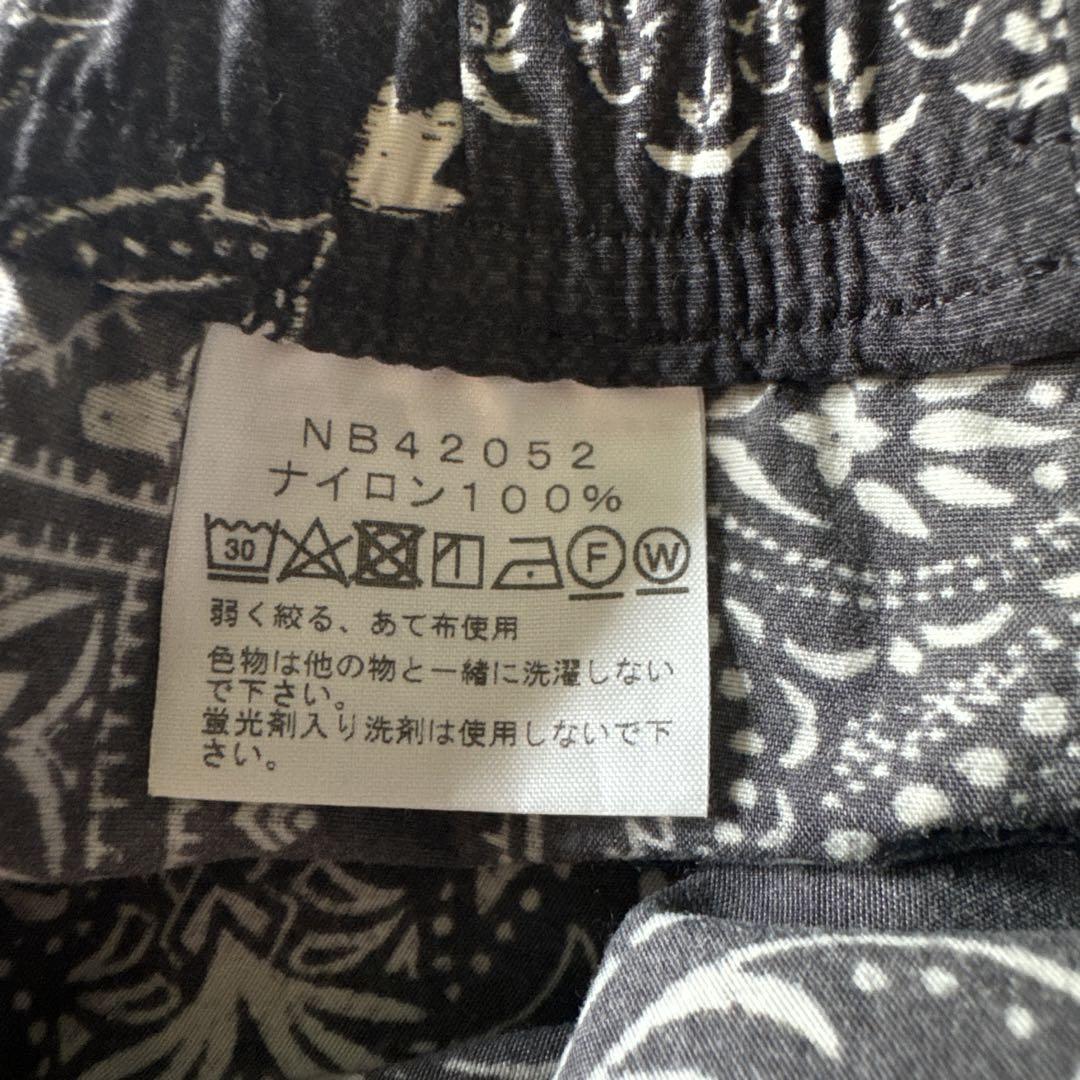 NB42052
ナイロン100%
30 F W
弱く絞る、あて布使用
色物は他の物と一緒に洗濯しない
で下さい。
蛍光剤入り洗剤は使用しないで下
さい。